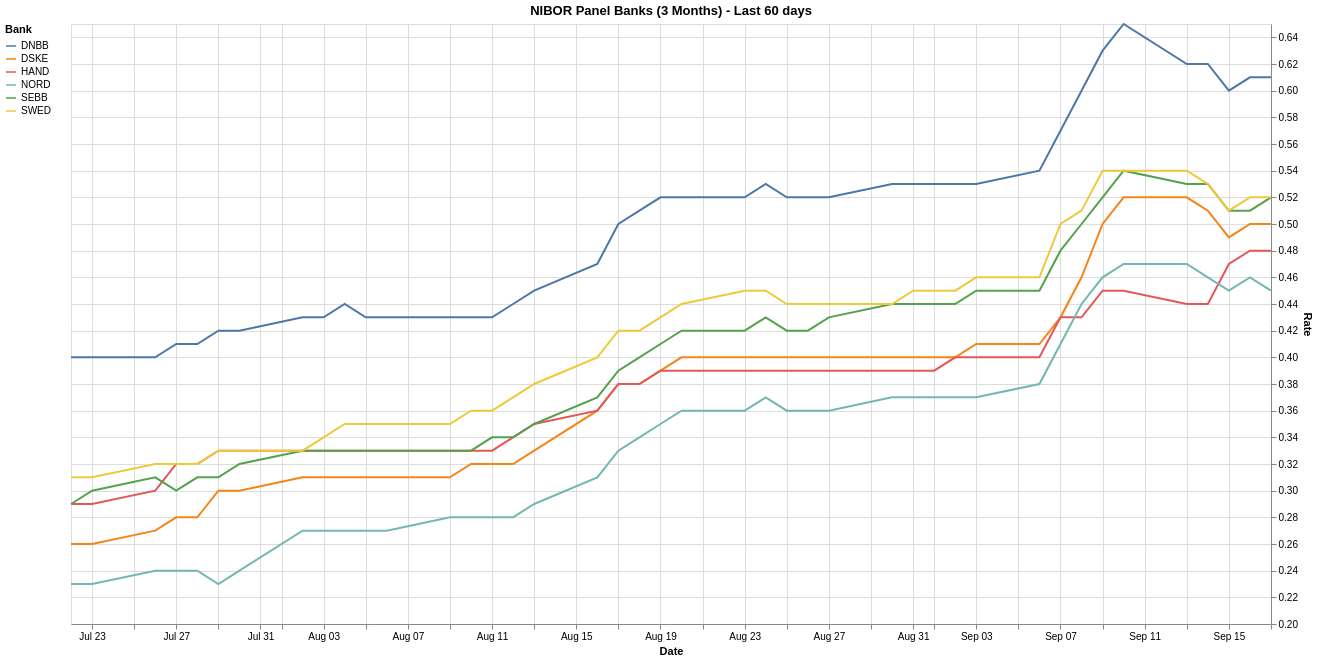 NIBOR Panel Banks (3 Months) - Last 60 days
Bank
DNBB
DSKE
HAND
NORD
SEBB
SWED
0.64
0.62
0.60
0.58
0.56
0.54
0.52
0.50
0.48
0.46
0.44
0.42
0.40
0.38
0.36
0.34
0.32
0.30
0.28
0.26
0.24
0.22
0.20
Rate
Jul 23 Jul 27 Jul 31 Aug 03 Aug 07 Aug 11 Aug 15 Aug 19 Aug 23 Aug 27 Aug 31 Sep 03 Sep 07 Sep 11 Sep 15
Date